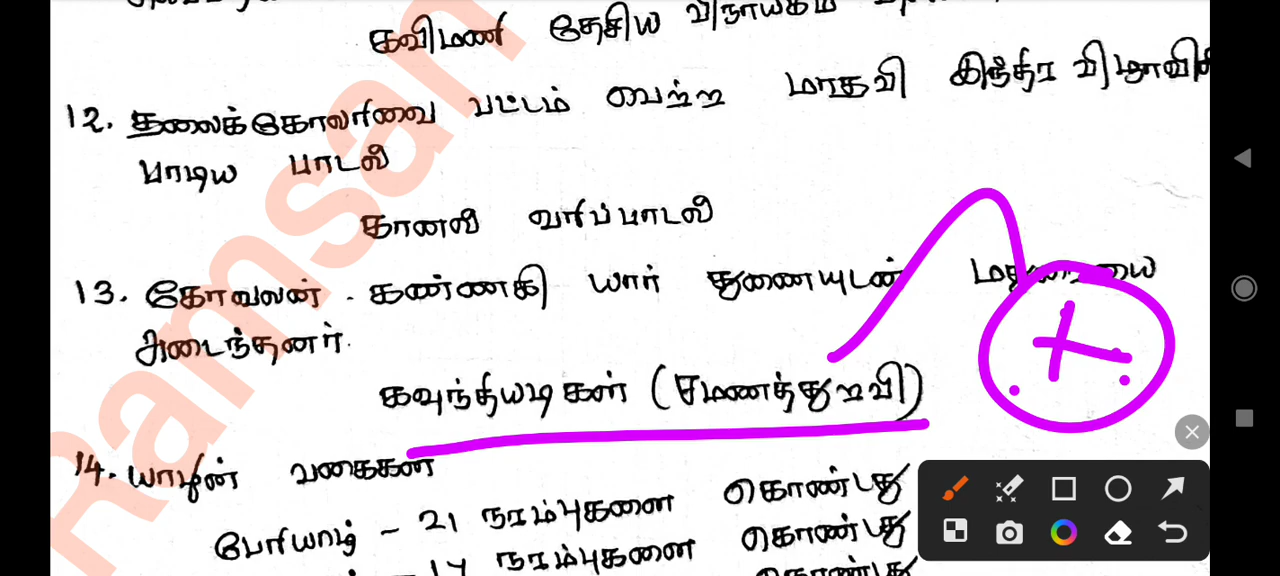 கவிமணி தேசிய விநாயகம்
12. தலைக்கோலரிவை பட்டம் பெற்ற மாதவி இந்திர விழாவில்
பாடிய பாடல்
கானல் வரிப்பாடல்
13. கோவலன் - கண்ணகி யார் துணையுடன் மதுரையை
அடைந்தனர்.
கவுந்தியடிகள் (சமணத்துறவி)
14. யாழின் வகைகள்
பேரியாழ் - 21 நரம்புகளை கொண்டது
- 17 நரம்புகளை கொண்டது
Ramsan